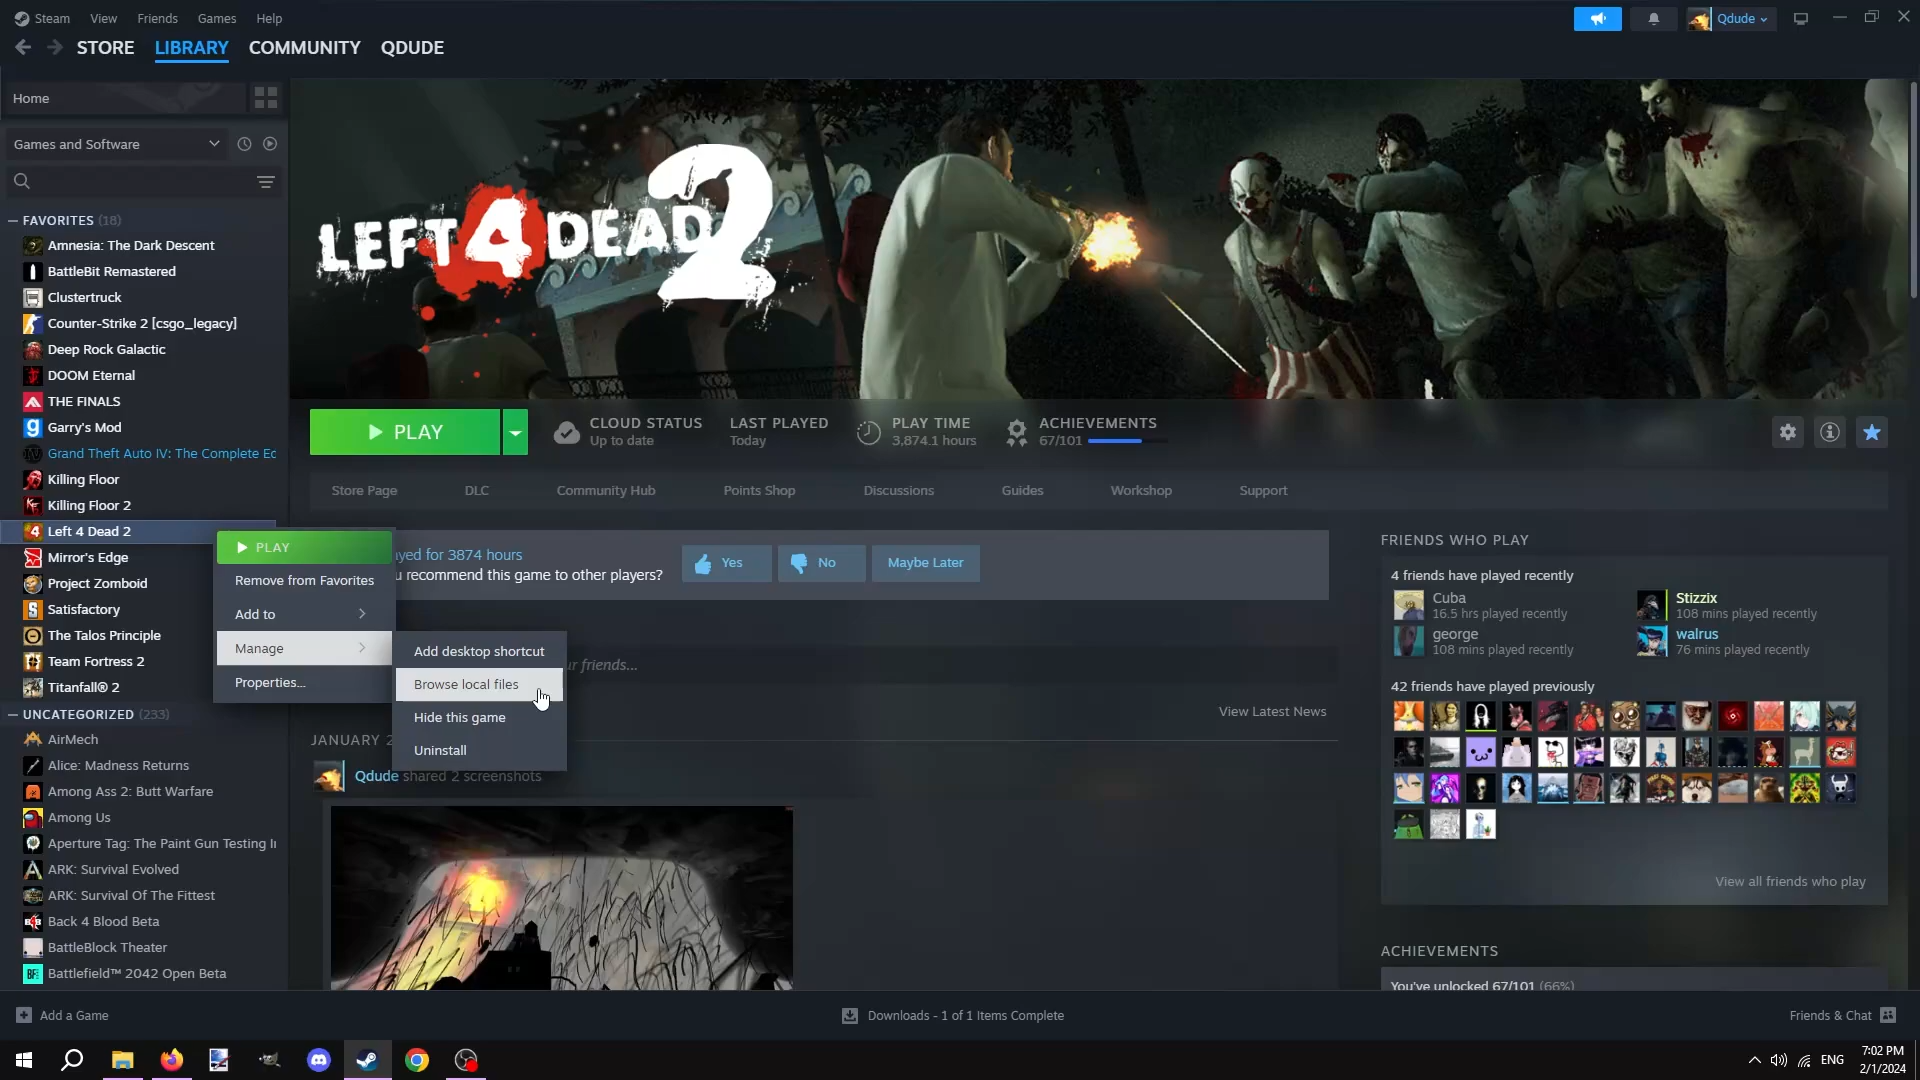 Steam View Friends Games Help
Qdude
STORE LIBRARY COMMUNITY QDUDE
Home
Games and Software
FAVORITES (18)
Amnesia: The Dark Descent
BattleBit Remastered
Clustertruck
Counter-Strike 2 [csgo_legacy]
Deep Rock Galactic
DOOM Eternal
THE FINALS
Garry's Mod
Grand Theft Auto IV: The Complete Ec
Killing Floor
Killing Floor 2
Left 4 Dead 2
Mirror's Edge
Project Zomboid
Satisfactory
The Talos Principle
Team Fortress 2
Titanfall® 2
UNCATEGORIZED (233)
AirMech
Alice: Madness Returns
Among Ass 2: Butt Warfare
Among Us
Aperture Tag: The Paint Gun Testing In
ARK: Survival Evolved
ARK: Survival Of The Fittest
Back 4 Blood Beta
BattleBlock Theater
Battlefield™ 2042 Open Beta
LEFT 4 DEAD 2
PLAY
CLOUD STATUS
Up to date
LAST PLAYED
Today
PLAY TIME
3,874.1 hours
ACHIEVEMENTS
67/101
Store Page DLC Community Hub Points Shop Discussions Guides Workshop Support
PLAY
Remove from Favorites
Add to
Manage
Properties...
Add desktop shortcut
Browse local files
Hide this game
Uninstall
ayed for 3874 hours
u recommend this game to other players?
Yes No Maybe Later
ur friends...
View Latest News
JANUARY 2
Qdude shared 2 screenshots
FRIENDS WHO PLAY
4 friends have played recently
Cuba
16.5 hrs played recently
Stizzix
108 mins played recently
george
108 mins played recently
walrus
76 mins played recently
42 friends have played previously
View all friends who play
ACHIEVEMENTS
You've unlocked 67/101 (66%)
Add a Game
Downloads - 1 of 1 Items Complete
Friends & Chat
ENG
7:02 PM
2/1/2024